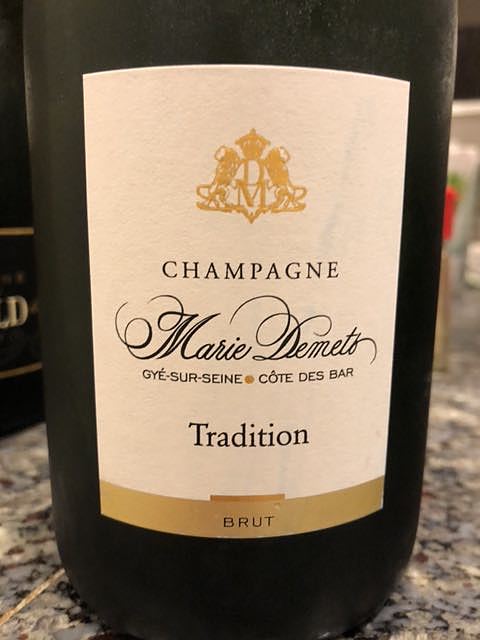 DM
CHAMPAGNE
Marie Demets
GYÉ-SUR-SEINE • CÔTE DES BAR
Tradition
BRUT